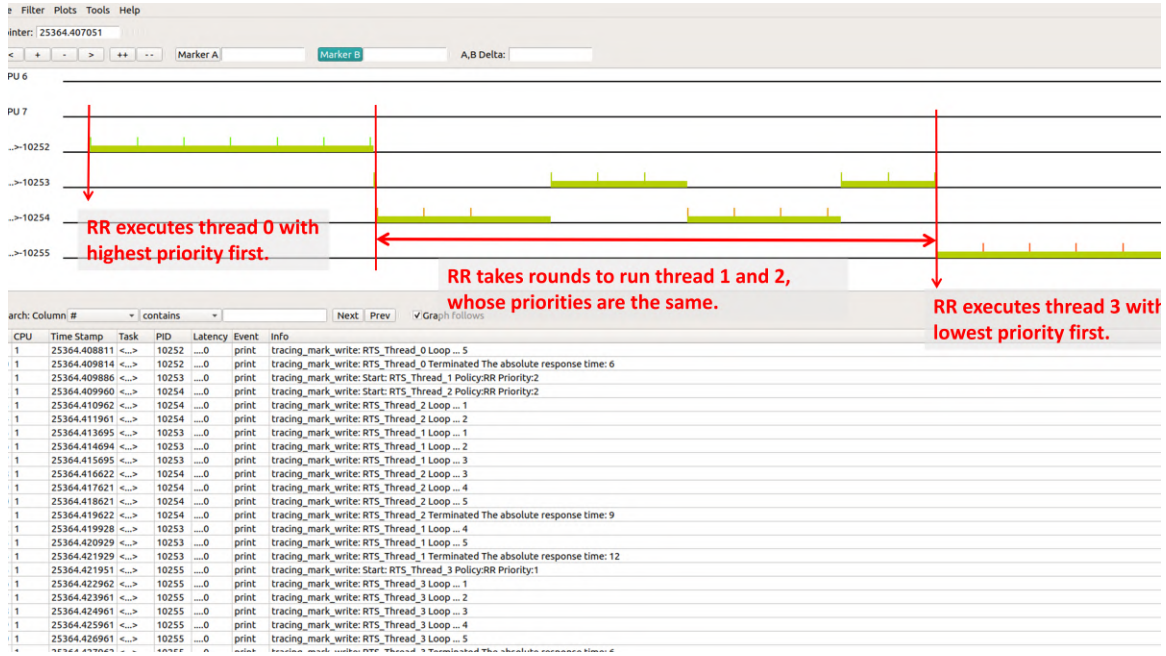 e Filter Plots Tools Help
ointer: 25364.407051
< + - > ++ -- Marker A Marker B A,B Delta:
PU 6
PU 7
...>-10252
...>-10253
...>-10254
...>-10255
RR executes thread 0 with
highest priority first.
RR takes rounds to run thread 1 and 2,
whose priorities are the same.
RR executes thread 3 with
lowest priority first.
arch: Column # contains Next Prev Graph follows
CPU Time Stamp Task PID Latency Event Info
1 25364.408811 <...> 10252 ....0 print tracing_mark_write: RTS_Thread_0 Loop ... 5
1 25364.409814 <...> 10252 ....0 print tracing_mark_write: RTS_Thread_0 Terminated The absolute response time: 6
1 25364.409886 <...> 10253 ....0 print tracing_mark_write: Start: RTS_Thread_1 Policy:RR Priority:2
1 25364.409960 <...> 10254 ....0 print tracing_mark_write: Start: RTS_Thread_2 Policy:RR Priority:2
1 25364.410962 <...> 10254 ....0 print tracing_mark_write: RTS_Thread_2 Loop ... 1
1 25364.411961 <...> 10254 ....0 print tracing_mark_write: RTS_Thread_2 Loop ... 2
1 25364.413695 <...> 10253 ....0 print tracing_mark_write: RTS_Thread_1 Loop ... 1
1 25364.414694 <...> 10253 ....0 print tracing_mark_write: RTS_Thread_1 Loop ... 2
1 25364.415695 <...> 10253 ....0 print tracing_mark_write: RTS_Thread_1 Loop ... 3
1 25364.416622 <...> 10254 ....0 print tracing_mark_write: RTS_Thread_2 Loop ... 3
1 25364.417621 <...> 10254 ....0 print tracing_mark_write: RTS_Thread_2 Loop ... 4
1 25364.418621 <...> 10254 ....0 print tracing_mark_write: RTS_Thread_2 Loop ... 5
1 25364.419622 <...> 10254 ....0 print tracing_mark_write: RTS_Thread_2 Terminated The absolute response time: 9
1 25364.419928 <...> 10253 ....0 print tracing_mark_write: RTS_Thread_1 Loop ... 4
1 25364.420929 <...> 10253 ....0 print tracing_mark_write: RTS_Thread_1 Loop ... 5
1 25364.421929 <...> 10253 ....0 print tracing_mark_write: RTS_Thread_1 Terminated The absolute response time: 12
1 25364.421951 <...> 10255 ....0 print tracing_mark_write: Start: RTS_Thread_3 Policy:RR Priority:1
1 25364.422962 <...> 10255 ....0 print tracing_mark_write: RTS_Thread_3 Loop ... 1
1 25364.423961 <...> 10255 ....0 print tracing_mark_write: RTS_Thread_3 Loop ... 2
1 25364.424961 <...> 10255 ....0 print tracing_mark_write: RTS_Thread_3 Loop ... 3
1 25364.425961 <...> 10255 ....0 print tracing_mark_write: RTS_Thread_3 Loop ... 4
1 25364.426961 <...> 10255 ....0 print tracing_mark_write: RTS_Thread_3 Loop ... 5
1 25364.427962 <...> 10255 ....0 print tracing_mark_write: RTS_Thread_3 Terminated The absolute response time: 6